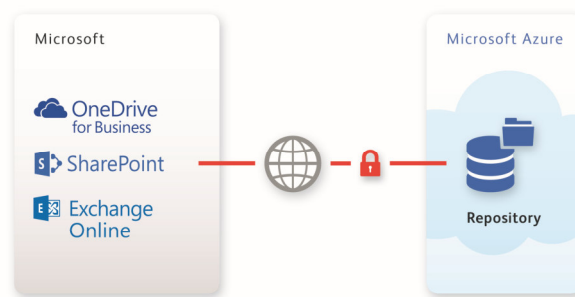 Microsoft
OneDrive
for Business
S SharePoint
E Exchange
Online
Microsoft Azure
Repository